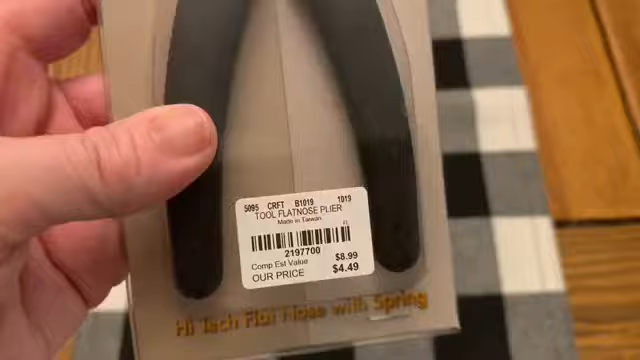 5095 CRFT B1019 1019
TOOL FLATNOSE PLIER
Made in Taiwan
2197700
Comp Est Value $8.99
OUR PRICE $4.49
Hi Tech Flat Nose with Spring